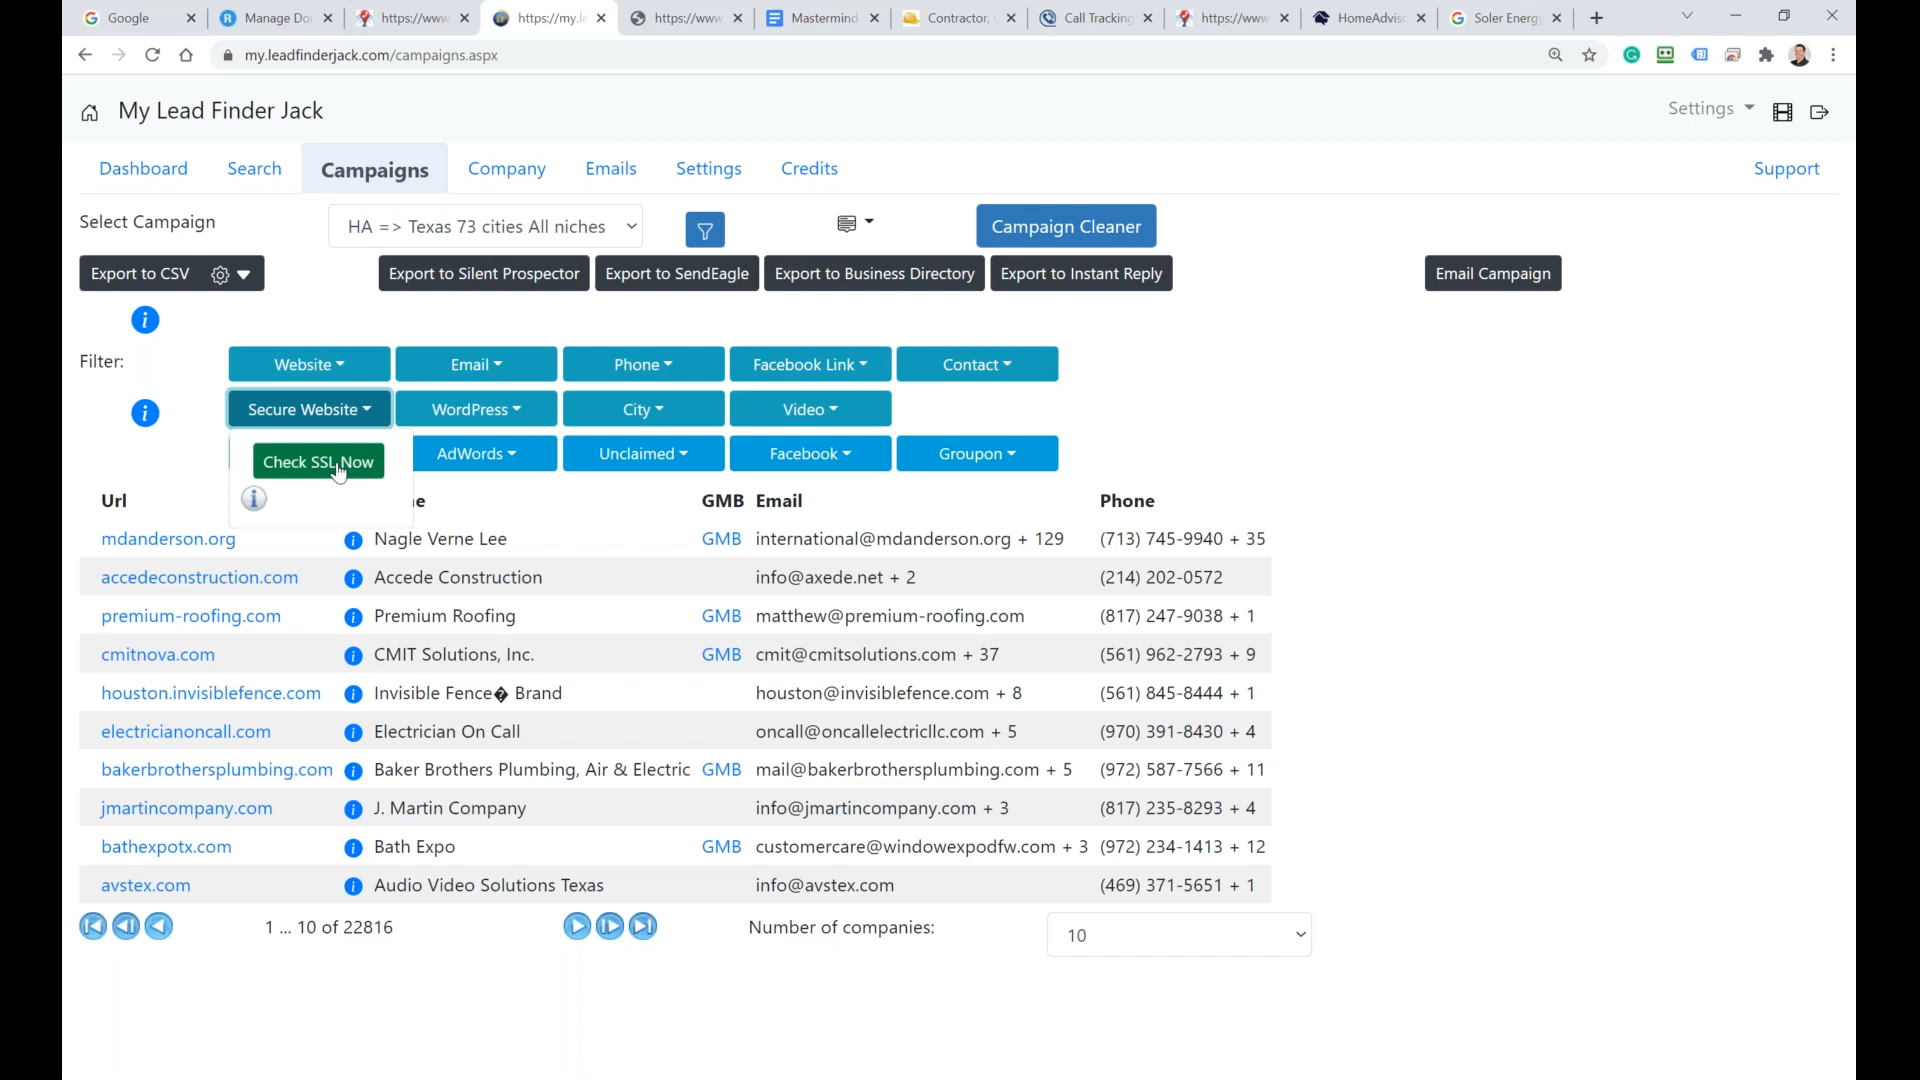 Google
Manage Do
https://www
https://my.le
https://www
Mastermind
Contractor,
Call Tracking
https://www
HomeAdviso
Soler Energy
my.leadfinderjack.com/campaigns.aspx
My Lead Finder Jack
Settings
Dashboard
Search
Campaigns
Company
Emails
Settings
Credits
Support
Select Campaign
HA => Texas 73 cities All niches
Campaign Cleaner
Export to CSV
Export to Silent Prospector
Export to SendEagle
Export to Business Directory
Export to Instant Reply
Email Campaign
Filter:
Website
Email
Phone
Facebook Link
Contact
Secure Website
WordPress
City
Video
Check SSL Now
AdWords
Unclaimed
Facebook
Groupon
Url
e
GMB
Email
Phone
mdanderson.org Nagle Verne Lee GMB international@mdanderson.org + 129 (713) 745-9940 + 35
accedeconstruction.com Accede Construction info@axede.net + 2 (214) 202-0572
premium-roofing.com Premium Roofing GMB matthew@premium-roofing.com (817) 247-9038 + 1
cmitnova.com CMIT Solutions, Inc. GMB cmit@cmitsolutions.com + 37 (561) 962-2793 + 9
houston.invisiblefence.com Invisible Fence� Brand houston@invisiblefence.com + 8 (561) 845-8444 + 1
electricianoncall.com Electrician On Call oncall@oncallelectricllc.com + 5 (970) 391-8430 + 4
bakerbrothersplumbing.com Baker Brothers Plumbing, Air & Electric GMB mail@bakerbrothersplumbing.com + 5 (972) 587-7566 + 11
jmartincompany.com J. Martin Company info@jmartincompany.com + 3 (817) 235-8293 + 4
bathexpotx.com Bath Expo GMB customercare@windowexpodfw.com + 3 (972) 234-1413 + 12
avstex.com Audio Video Solutions Texas info@avstex.com (469) 371-5651 + 1
1 ... 10 of 22816
Number of companies:
10